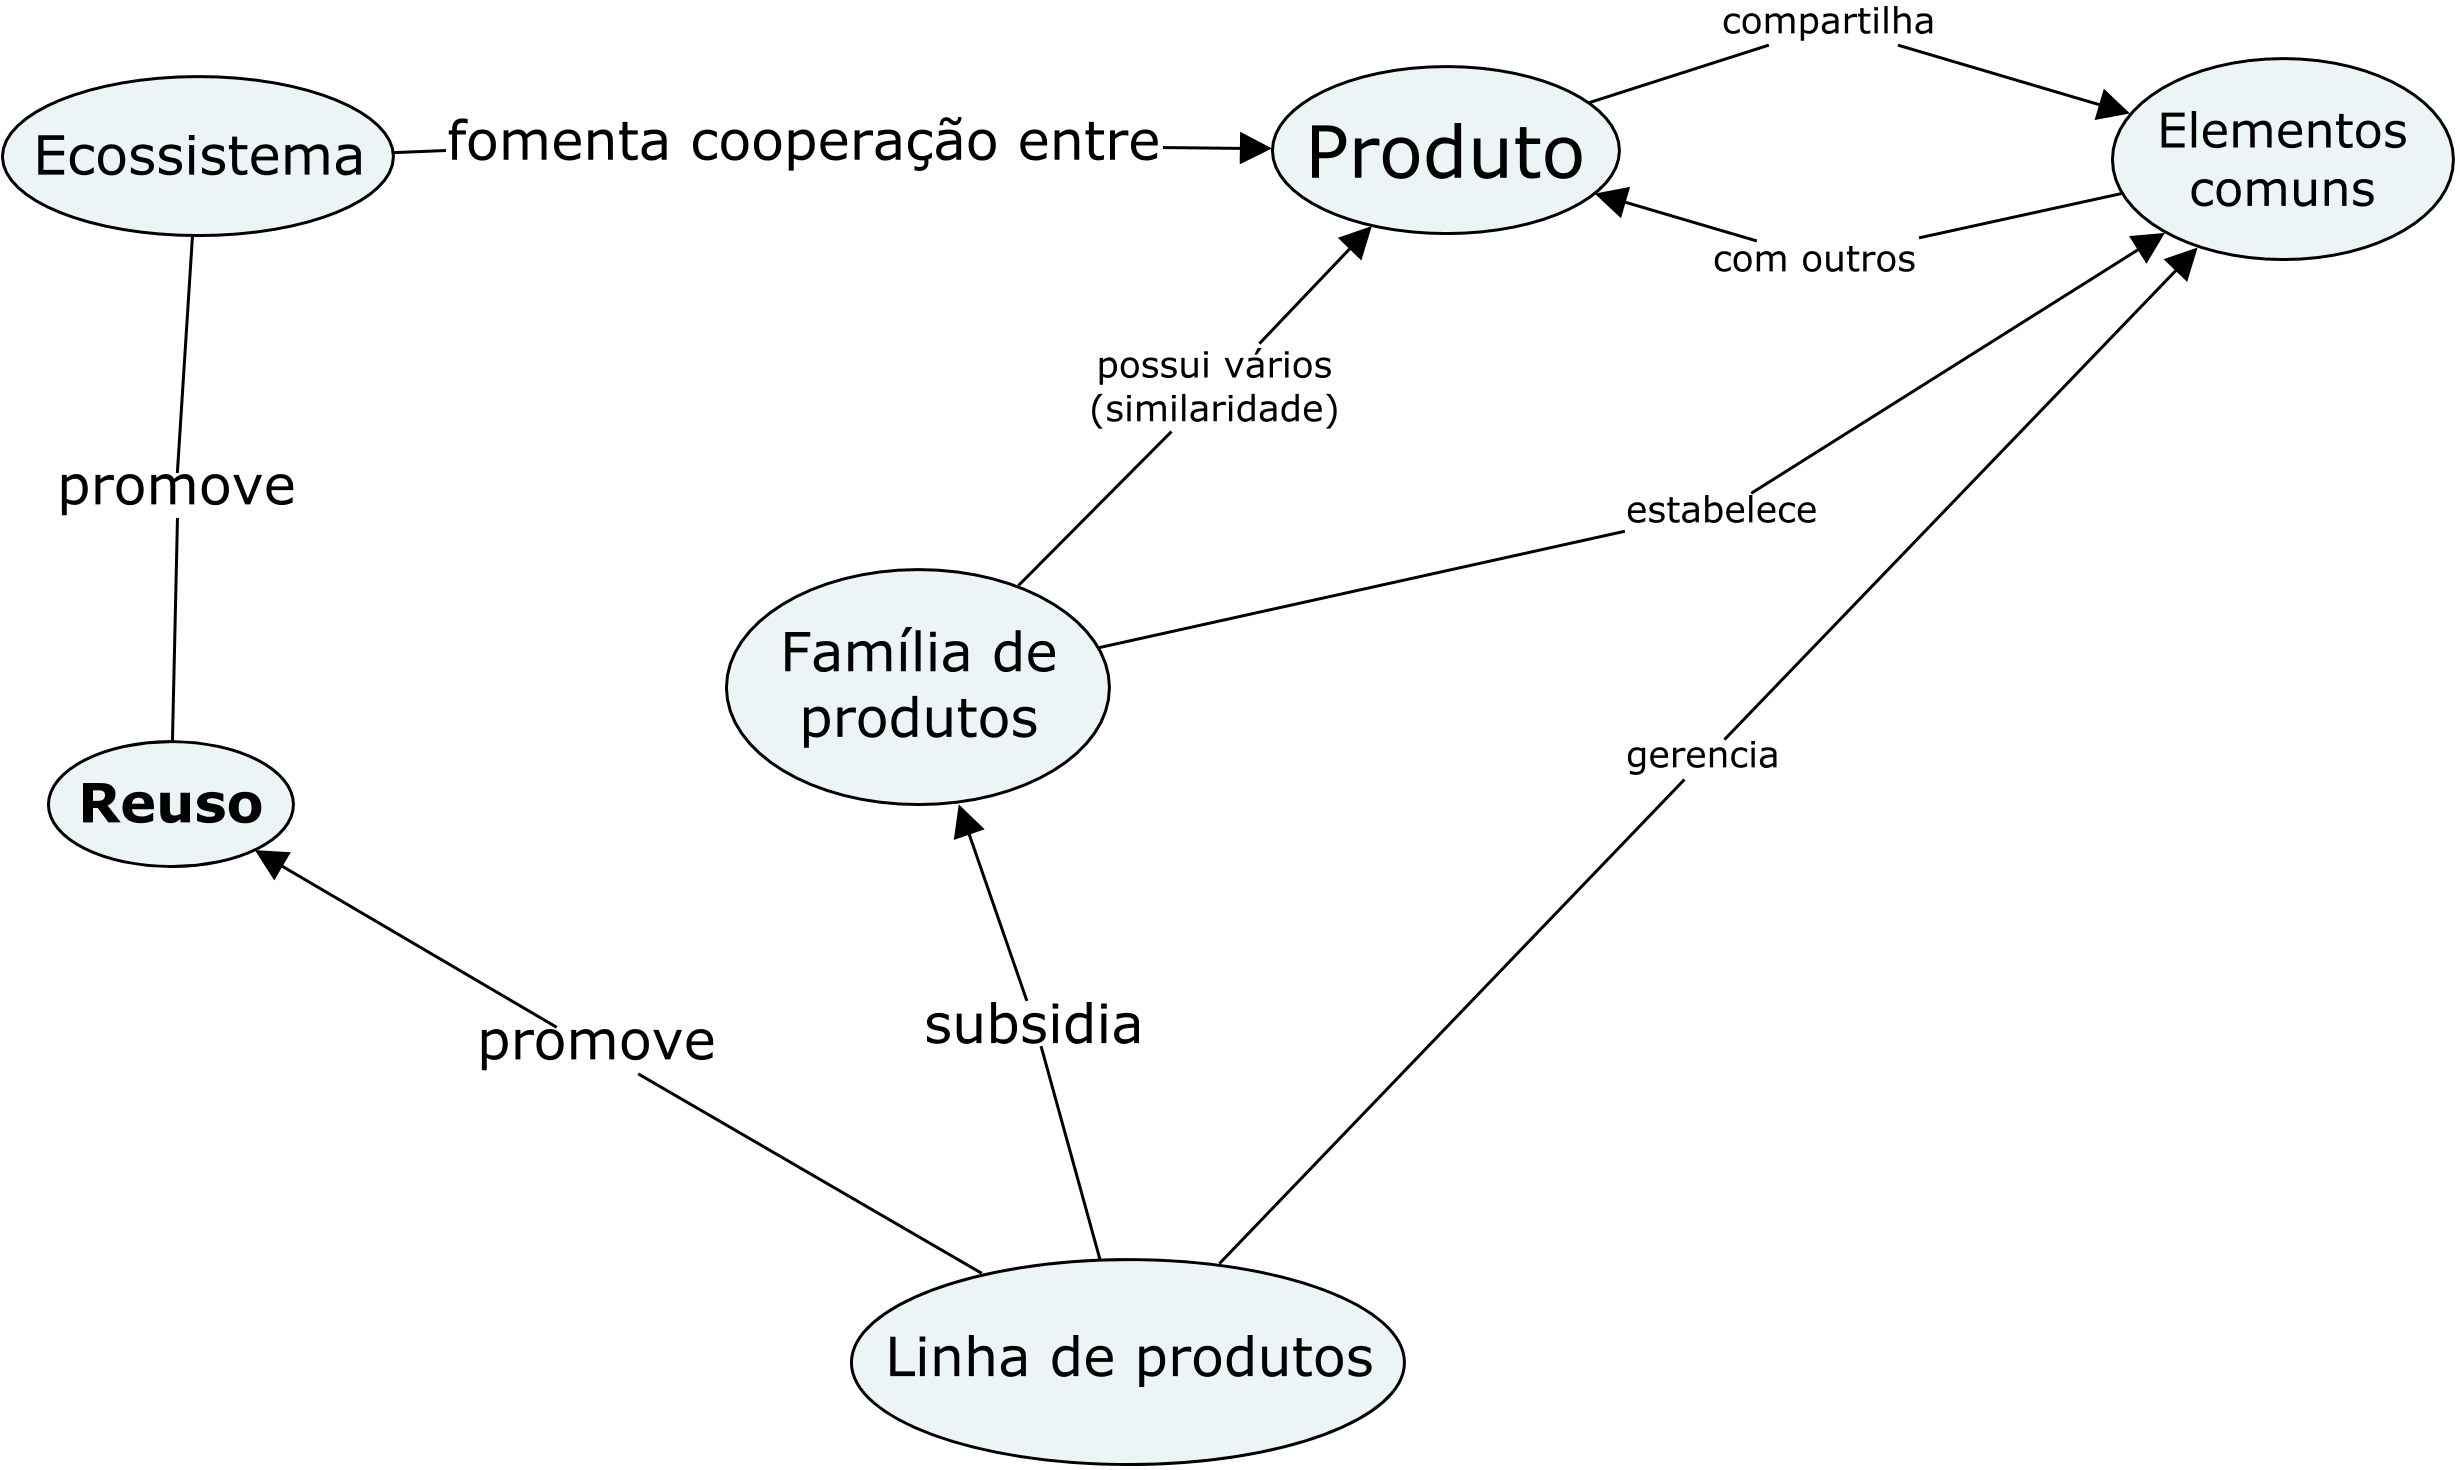 compartilha
Ecossistema
fomenta cooperação entre
Produto
Elementos
comuns
com outros
possui vários
(similaridade)
promove
estabelece
Família de
produtos
gerencia
Reuso
promove
subsidia
Linha de produtos